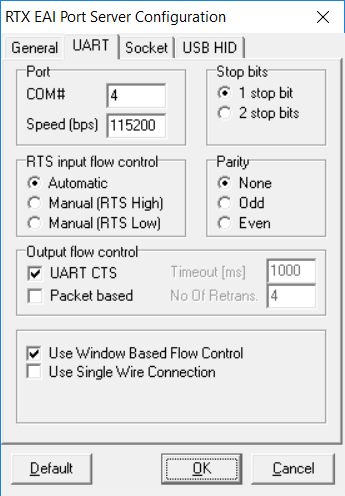 RTX EAI Port Server Configuration
General UART Socket USB HID
Port
COM# 4
Speed (bps) 115200
Stop bits
1 stop bit
2 stop bits
RTS input flow control
Automatic
Manual (RTS High)
Manual (RTS Low)
Parity
None
Odd
Even
Output flow control
UART CTS Timeout [ms] 1000
Packet based No Of Retrans. 4
Use Window Based Flow Control
Use Single Wire Connection
Default OK Cancel